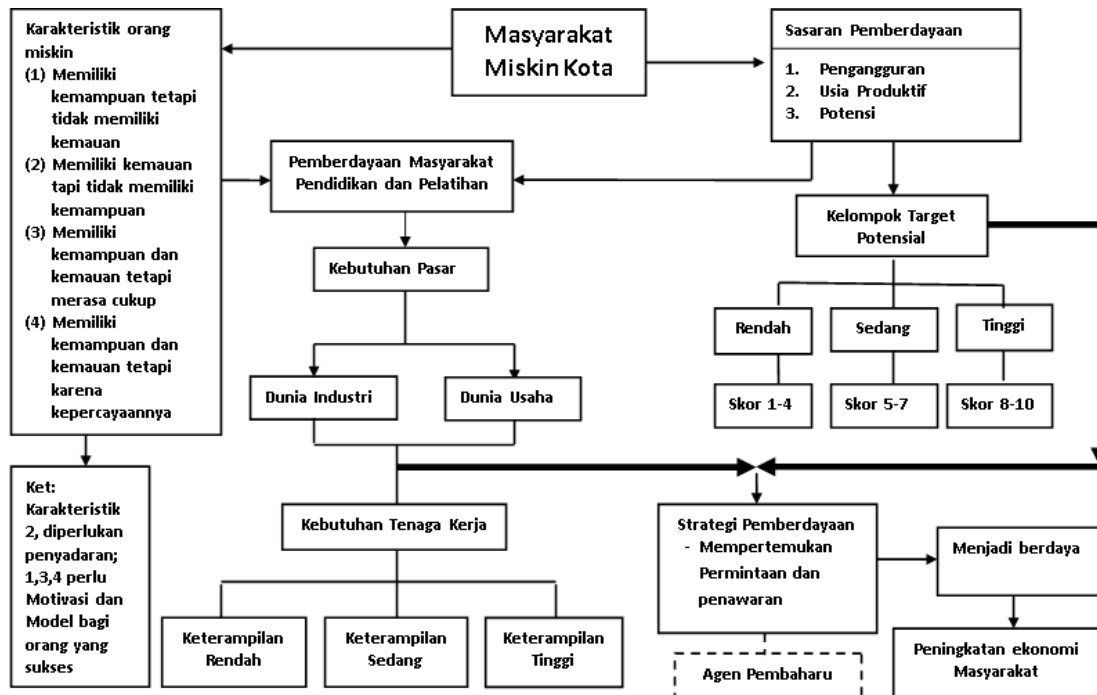 Masyarakat
Miskin Kota
Karakteristik orang
miskin
(1) Memiliki
kemampuan tetapi
tidak memiliki
kemauan
(2) Memiliki kemauan
tapi tidak memiliki
kemampuan
(3) Memiliki
kemampuan dan
kemauan tetapi
merasa cukup
(4) Memiliki
kemampuan dan
kemauan tetapi
karena
kepercayaannya
Sasaran Pemberdayaan
1. Pengangguran
2. Usia Produktif
3. Potensi
Pemberdayaan Masyarakat
Pendidikan dan Pelatihan
Kelompok Target
Potensial
Kebutuhan Pasar
Rendah
Sedang
Tinggi
Dunia Industri
Dunia Usaha
Skor 1-4
Skor 5-7
Skor 8-10
Ket:
Karakteristik
2, diperlukan
penyadaran;
1,3,4 perlu
Motivasi dan
Model bagi
orang yang
sukses
Kebutuhan Tenaga Kerja
Strategi Pemberdayaan
- Mempertemukan
Permintaan dan
penawaran
Menjadi berdaya
Keterampilan
Rendah
Keterampilan
Sedang
Keterampilan
Tinggi
Agen Pembaharu
Peningkatan ekonomi
Masyarakat